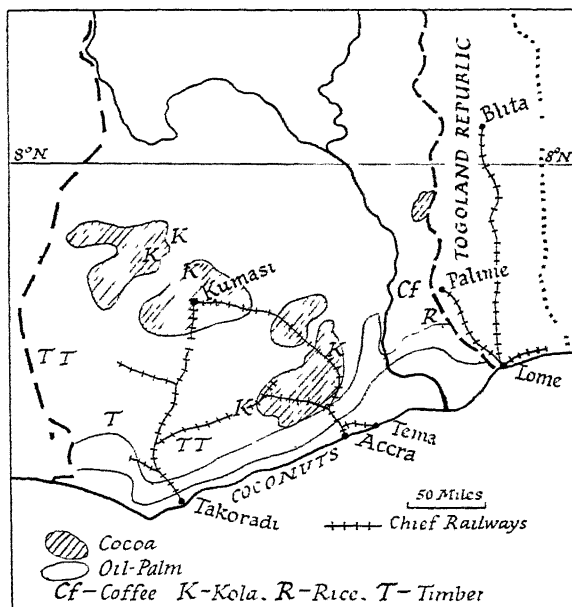 TOGOLAND REPUBLIC
Blita
8°N
8°N
K
K
K
K
Kumasi
Cf
Palime
R
K
T T
Lome
K
T
T T
Tema
Accra
COCONUTS
50 Miles
Takoradi
Chief Railways
Cocoa
Oil-Palm
Cf-Coffee K-Kola. R-Rice. T-Timber